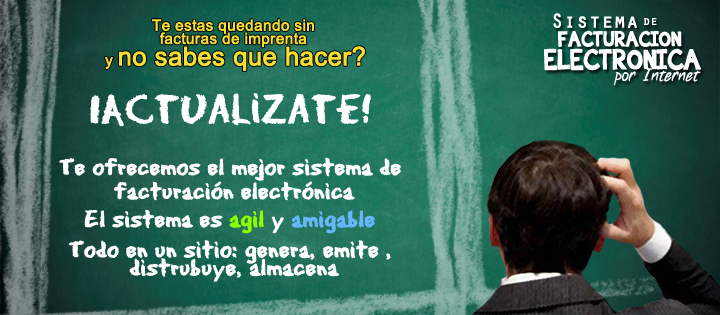 Te estas quedando sin
facturas de imprenta
y no sabes que hacer?
¡ACTUALIZATE!
Te ofrecemos el mejor sistema de
facturación electrónica
El sistema es agil y amigable
Todo en un sitio: genera, emite ,
distrubuye, almacena
SISTEMA DE
FACTURACION
ELECTRONICA
por Internet